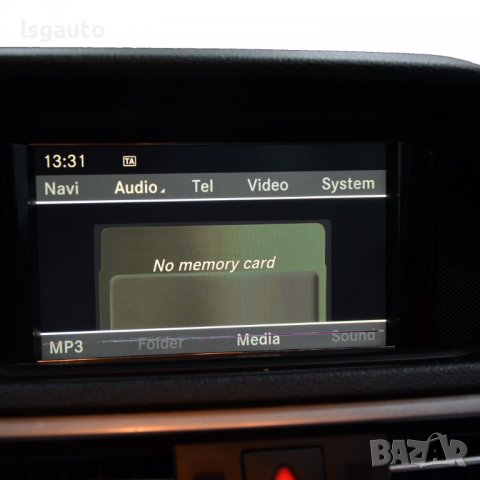 lsgauto
13:31 TA
Navi Audio Tel Video System
No memory card
MP3 Folder Media Sound
BAZAR